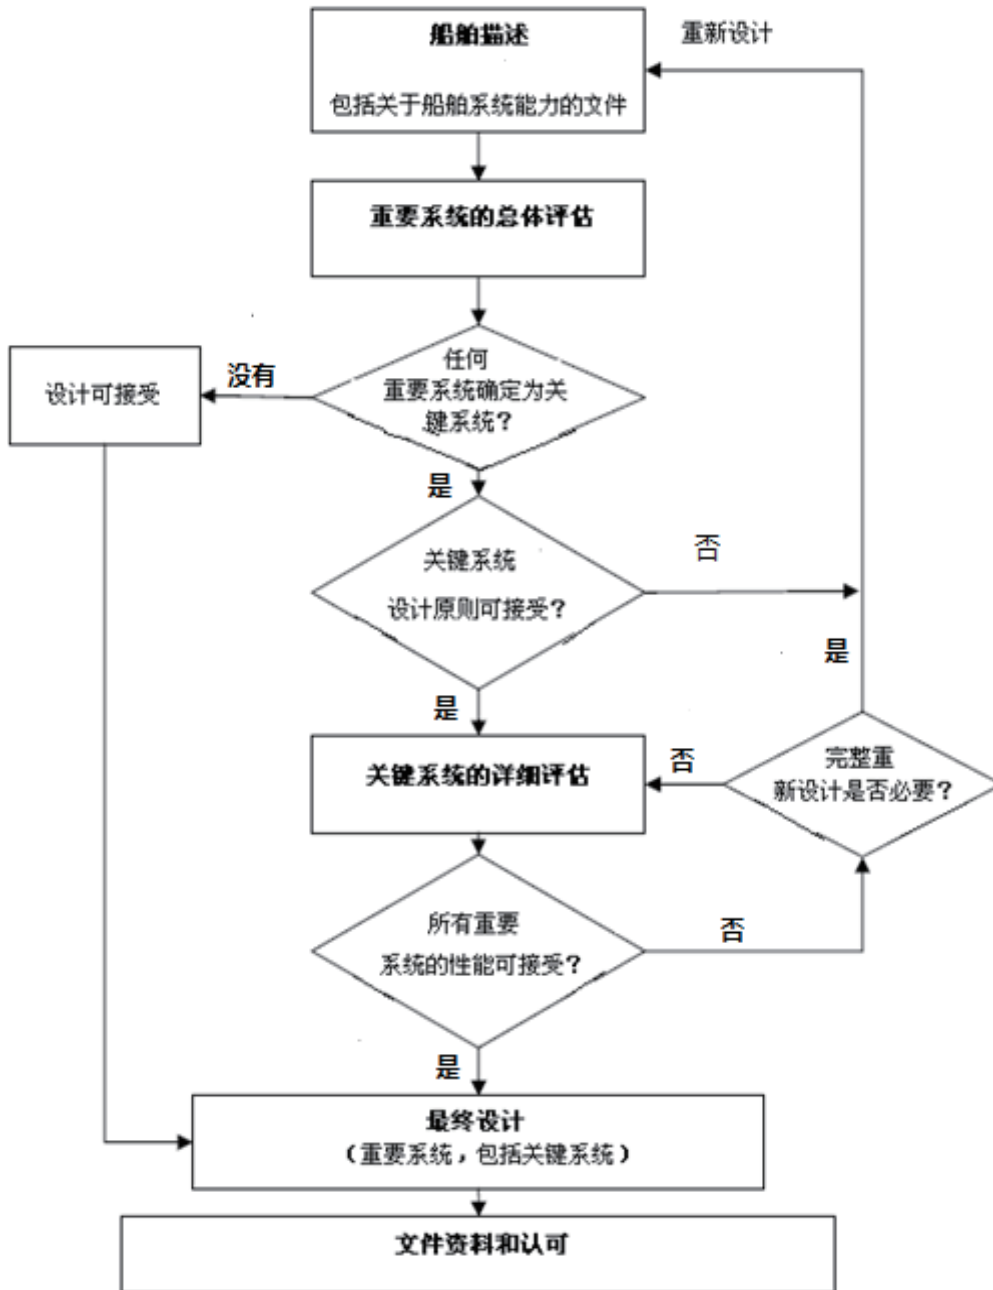 船舶描述
重新设计
包括关于船舶系统能力的文件
重要系统的总体评估
任何
重要系统确定为关
键系统？
没有
设计可接受
是
关键系统
设计原则可接受？
否
是
是
关键系统的详细评估
否
完整重
新设计是否必要？
所有重要
系统的性能可接受？
否
是
最终设计
（重要系统，包括关键系统）
文件资料和认可